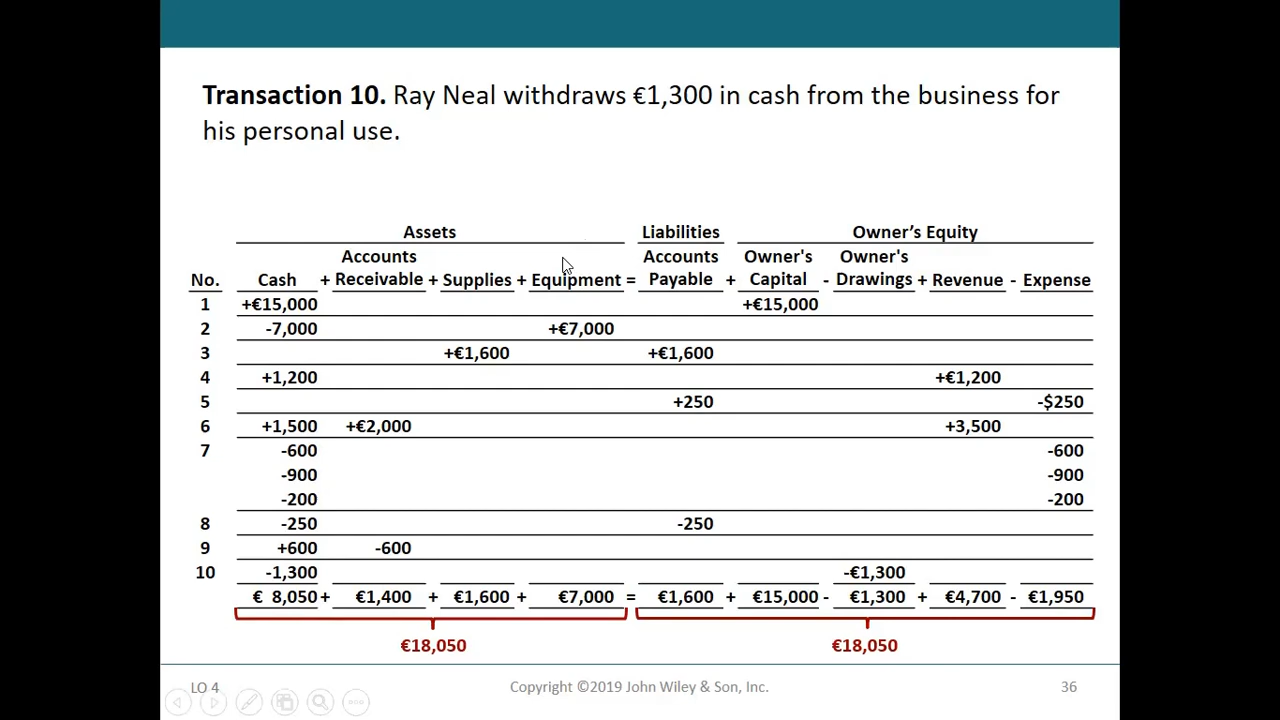 Transaction 10. Ray Neal withdraws €1,300 in cash from the business for
his personal use.
Assets Liabilities Owner's Equity
Accounts Accounts Owner's Owner's
No. Cash + Receivable + Supplies + Equipment = Payable + Capital - Drawings + Revenue - Expense
1 +€15,000 +€15,000
2 -7,000 +€7,000
3 +€1,600 +€1,600
4 +1,200 +€1,200
5 +250 -$250
6 +1,500 +€2,000 +3,500
7 -600 -600
-900 -900
-200 -200
8 -250 -250
9 +600 -600
10 -1,300 -€1,300
€ 8,050 + €1,400 + €1,600 + €7,000 = €1,600 + €15,000 - €1,300 + €4,700 - €1,950
€18,050 €18,050
LO 4 Copyright ©2019 John Wiley & Son, Inc. 36